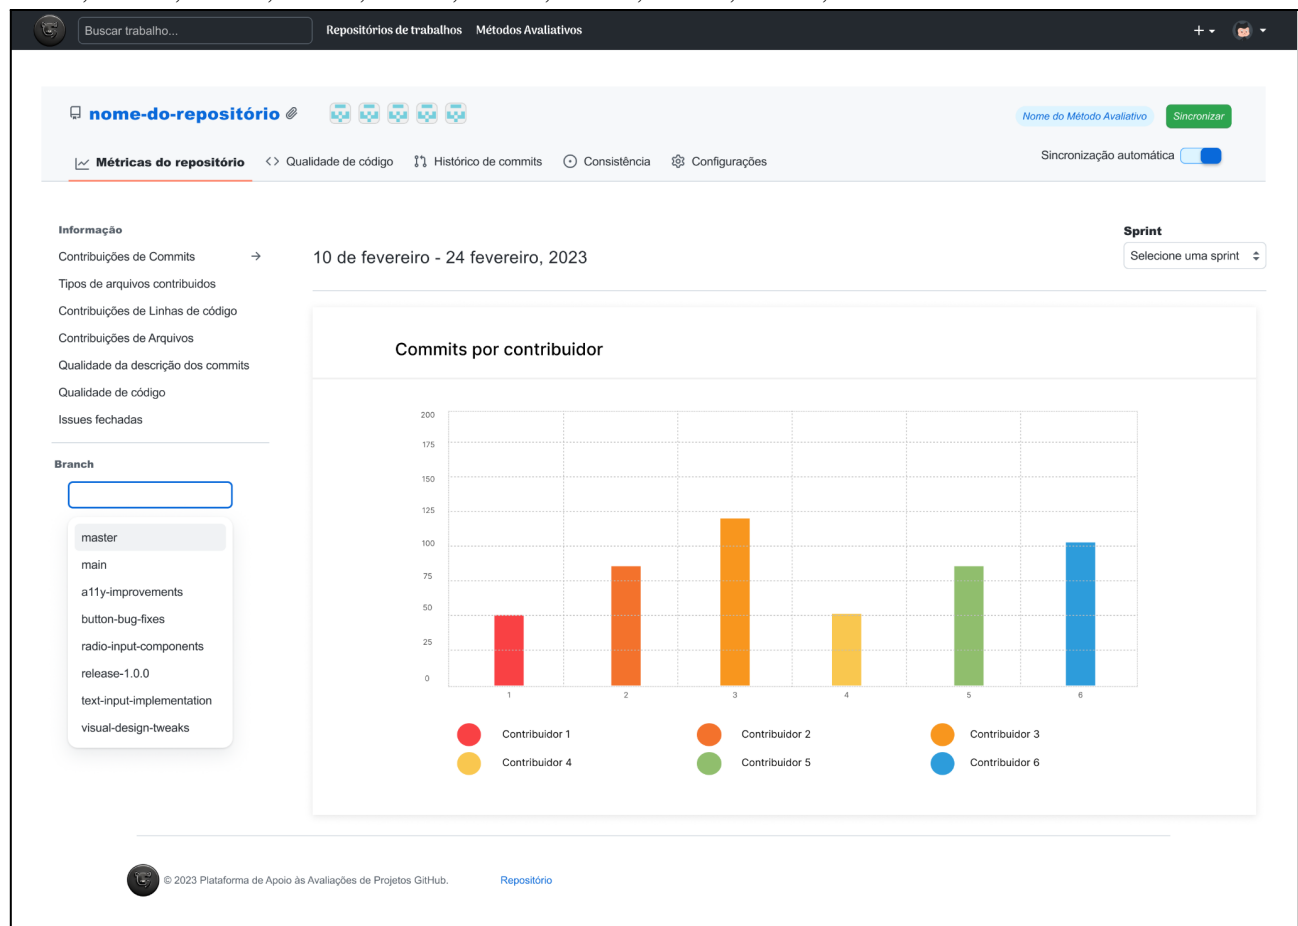 Buscar trabalho...
Repositórios de trabalhos
Métodos Avaliativos
nome-do-repositório
Nome do Método Avaliativo
Sincronizar
Métricas do repositório
Qualidade de código
Histórico de commits
Consistência
Configurações
Sincronização automática
Informação
Contribuições de Commits
Tipos de arquivos contribuidos
Contribuições de Linhas de código
Contribuições de Arquivos
Qualidade da descrição dos commits
Qualidade de código
Issues fechadas
Branch
master
main
a11y-improvements
button-bug-fixes
radio-input-components
release-1.0.0
text-input-implementation
visual-design-tweaks
10 de fevereiro - 24 fevereiro, 2023
Sprint
Selecione uma sprint
Commits por contribuidor
200
175
150
125
100
75
50
25
0
1 2 3 4 5 6
Contribuidor 1 Contribuidor 2 Contribuidor 3
Contribuidor 4 Contribuidor 5 Contribuidor 6
© 2023 Plataforma de Apoio às Avaliações de Projetos GitHub.
Repositório